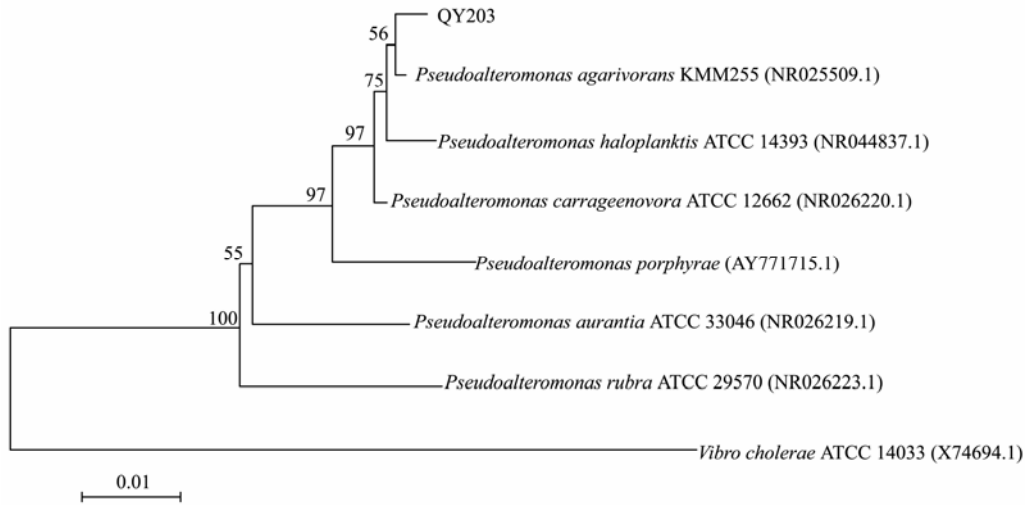 QY203
56
Pseudoalteromonas agarivorans KMM255 (NR025509.1)
75
Pseudoalteromonas haloplanktis ATCC 14393 (NR044837.1)
97
Pseudoalteromonas carrageenovora ATCC 12662 (NR026220.1)
97
Pseudoalteromonas porphyrae (AY771715.1)
55
Pseudoalteromonas aurantia ATCC 33046 (NR026219.1)
100
Pseudoalteromonas rubra ATCC 29570 (NR026223.1)
Vibro cholerae ATCC 14033 (X74694.1)
0.01